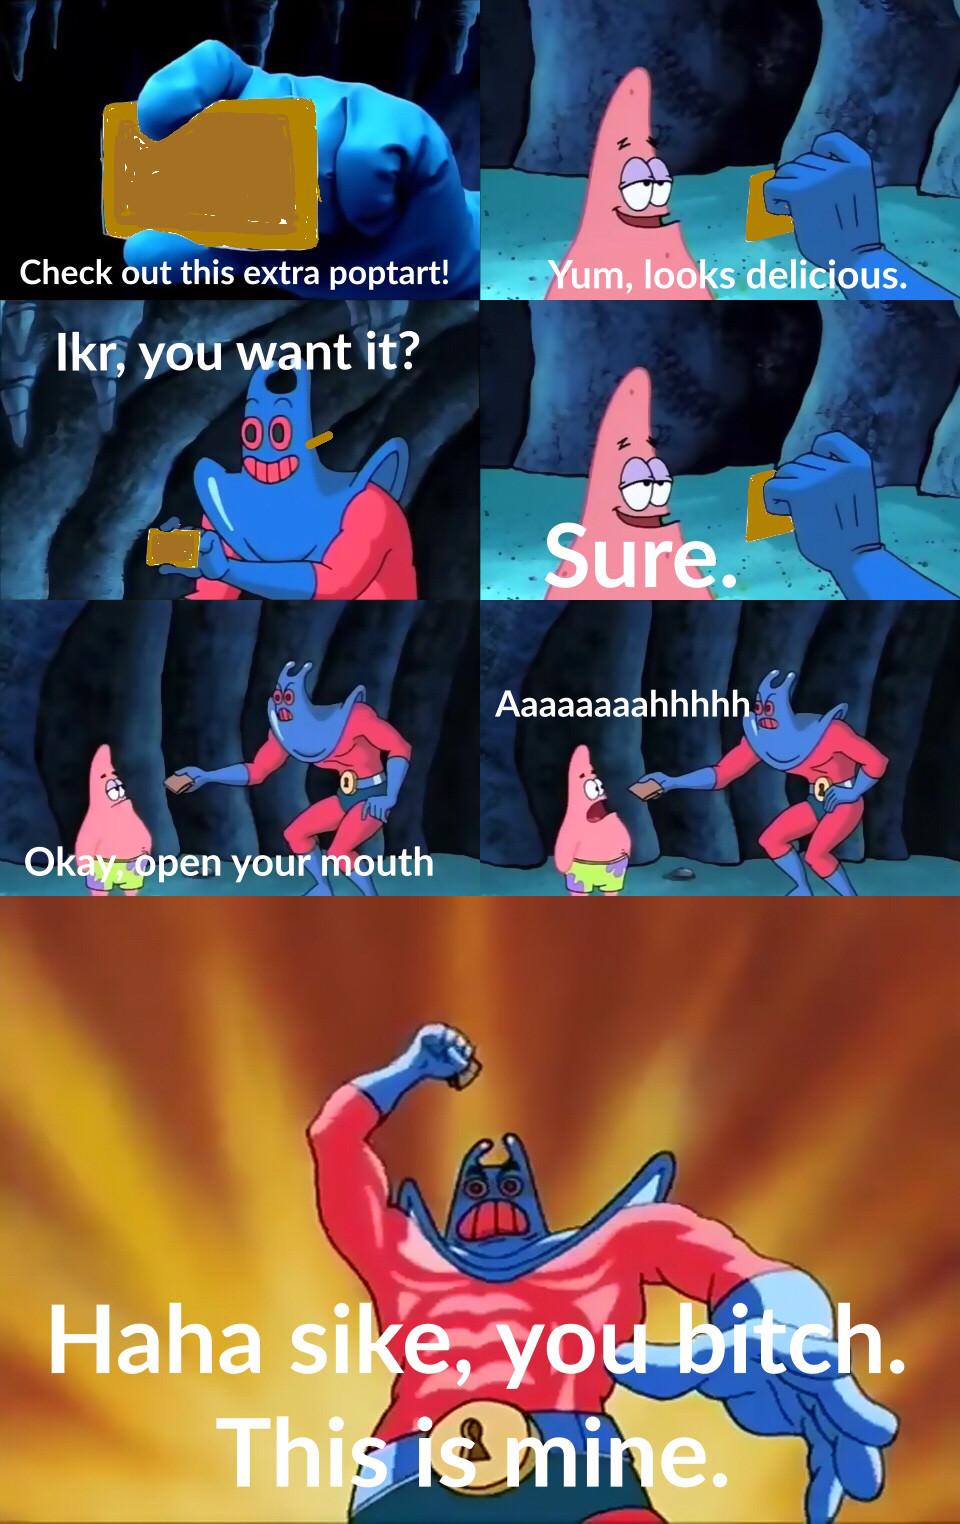 Check out this extra poptart!
Yum, looks delicious.
Ikr, you want it?
Sure.
Okay, open your mouth
Aaaaaaaahhhhh
Haha sike, you bitch.
This is mine.